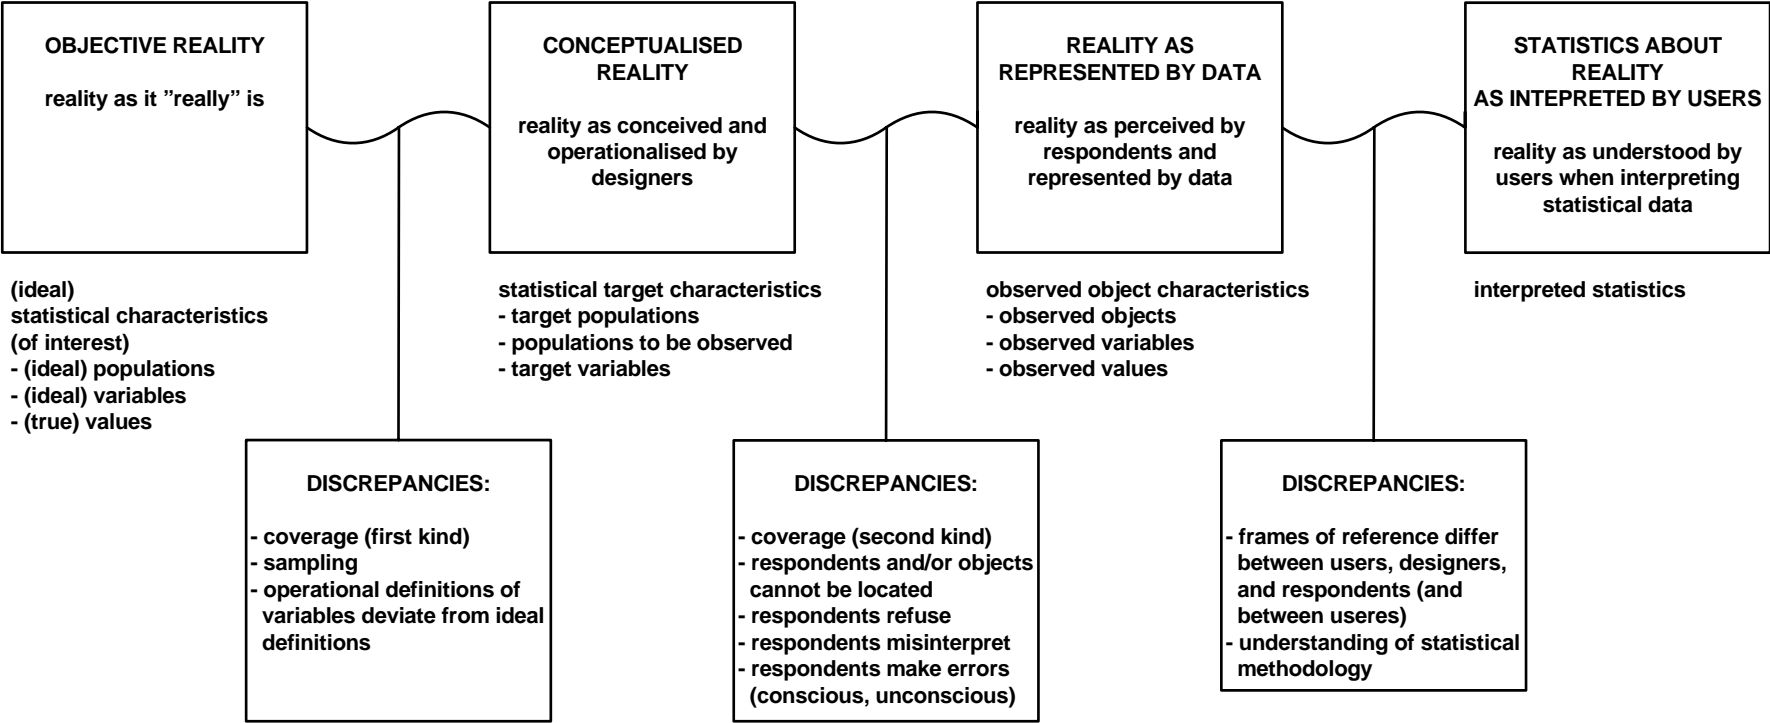 OBJECTIVE REALITY
reality as it ”really” is
CONCEPTUALISED
REALITY
reality as conceived and
operationalised by
designers
REALITY AS
REPRESENTED BY DATA
reality as perceived by
respondents and
represented by data
STATISTICS ABOUT
REALITY
AS INTEPRETED BY USERS
reality as understood by
users when interpreting
statistical data
(ideal)
statistical characteristics
(of interest)
- (ideal) populations
- (ideal) variables
- (true) values
statistical target characteristics
- target populations
- populations to be observed
- target variables
observed object characteristics
- observed objects
- observed variables
- observed values
interpreted statistics
DISCREPANCIES:
- coverage (first kind)
- sampling
- operational definitions of
variables deviate from ideal
definitions
DISCREPANCIES:
- coverage (second kind)
- respondents and/or objects
cannot be located
- respondents refuse
- respondents misinterpret
- respondents make errors
(conscious, unconscious)
DISCREPANCIES:
- frames of reference differ
between users, designers,
and respondents (and
between useres)
- understanding of statistical
methodology